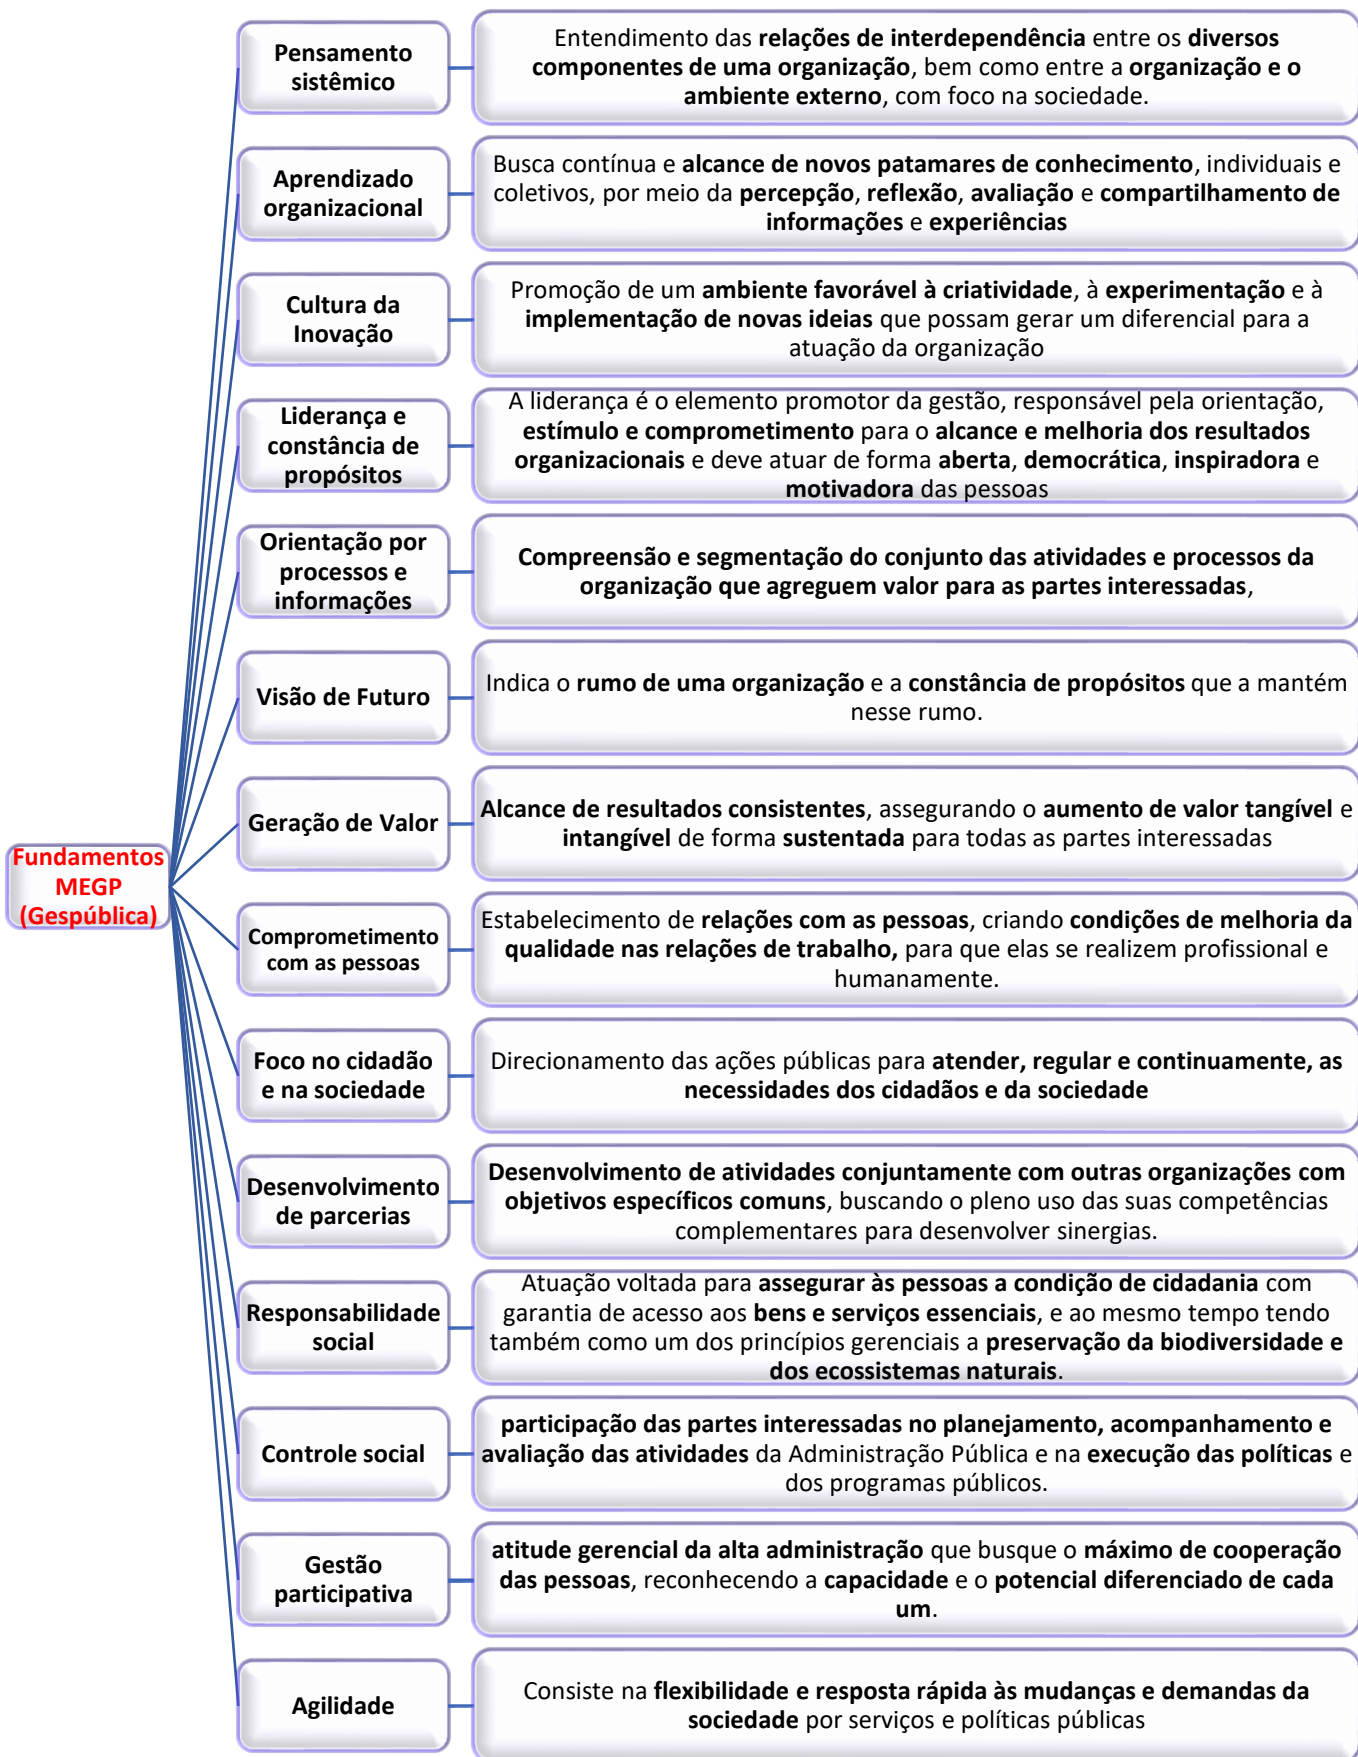 Pensamento
sistêmico
Entendimento das relações de interdependência entre os diversos
componentes de uma organização, bem como entre a organização e o
ambiente externo, com foco na sociedade.
Aprendizado
organizacional
Busca contínua e alcance de novos patamares de conhecimento, individuais e
coletivos, por meio da percepção, reflexão, avaliação e compartilhamento de
informações e experiências
Cultura da
Inovação
Promoção de um ambiente favorável à criatividade, à experimentação e à
implementação de novas ideias que possam gerar um diferencial para a
atuação da organização
Liderança e
constância de
propósitos
A liderança é o elemento promotor da gestão, responsável pela orientação,
estímulo e comprometimento para o alcance e melhoria dos resultados
organizacionais e deve atuar de forma aberta, democrática, inspiradora e
motivadora das pessoas
Orientação por
processos e
informações
Compreensão e segmentação do conjunto das atividades e processos da
organização que agreguem valor para as partes interessadas,
Visão de Futuro
Indica o rumo de uma organização e a constância de propósitos que a mantém
nesse rumo.
Geração de Valor
Alcance de resultados consistentes, assegurando o aumento de valor tangível e
intangível de forma sustentada para todas as partes interessadas
Fundamentos
MEGP
(Gespública)
Comprometimento
com as pessoas
Estabelecimento de relações com as pessoas, criando condições de melhoria da
qualidade nas relações de trabalho, para que elas se realizem profissional e
humanamente.
Foco no cidadão
e na sociedade
Direcionamento das ações públicas para atender, regular e continuamente, as
necessidades dos cidadãos e da sociedade
Desenvolvimento
de parcerias
Desenvolvimento de atividades conjuntamente com outras organizações com
objetivos específicos comuns, buscando o pleno uso das suas competências
complementares para desenvolver sinergias.
Responsabilidade
social
Atuação voltada para assegurar às pessoas a condição de cidadania com
garantia de acesso aos bens e serviços essenciais, e ao mesmo tempo tendo
também como um dos princípios gerenciais a preservação da biodiversidade e
dos ecossistemas naturais.
Controle social
participação das partes interessadas no planejamento, acompanhamento e
avaliação das atividades da Administração Pública e na execução das políticas e
dos programas públicos.
Gestão
participativa
atitude gerencial da alta administração que busque o máximo de cooperação
das pessoas, reconhecendo a capacidade e o potencial diferenciado de cada
um.
Agilidade
Consiste na flexibilidade e resposta rápida às mudanças e demandas da
sociedade por serviços e políticas públicas